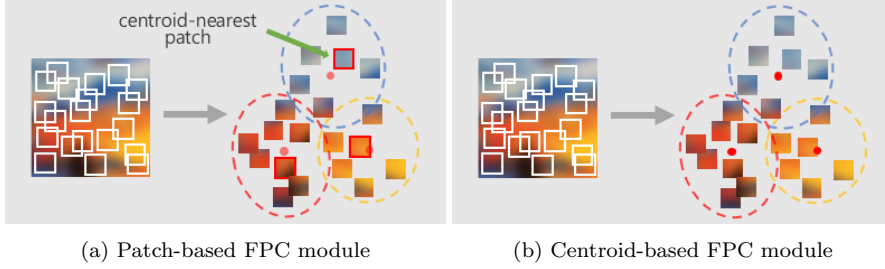 centroid-nearest
patch
(a) Patch-based FPC module
(b) Centroid-based FPC module